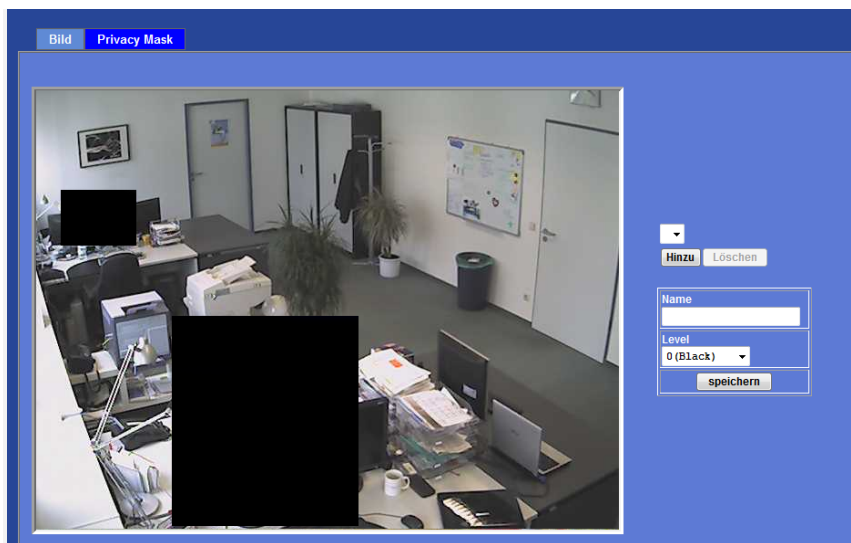 Bild
Privacy Mask
Hinzu
Löschen
Name
Level
0(Black)
speichern